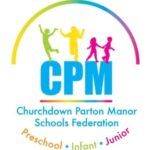 CPM
Churchdown Parton Manor
Schools Federation
Preschool • Infant • Junior